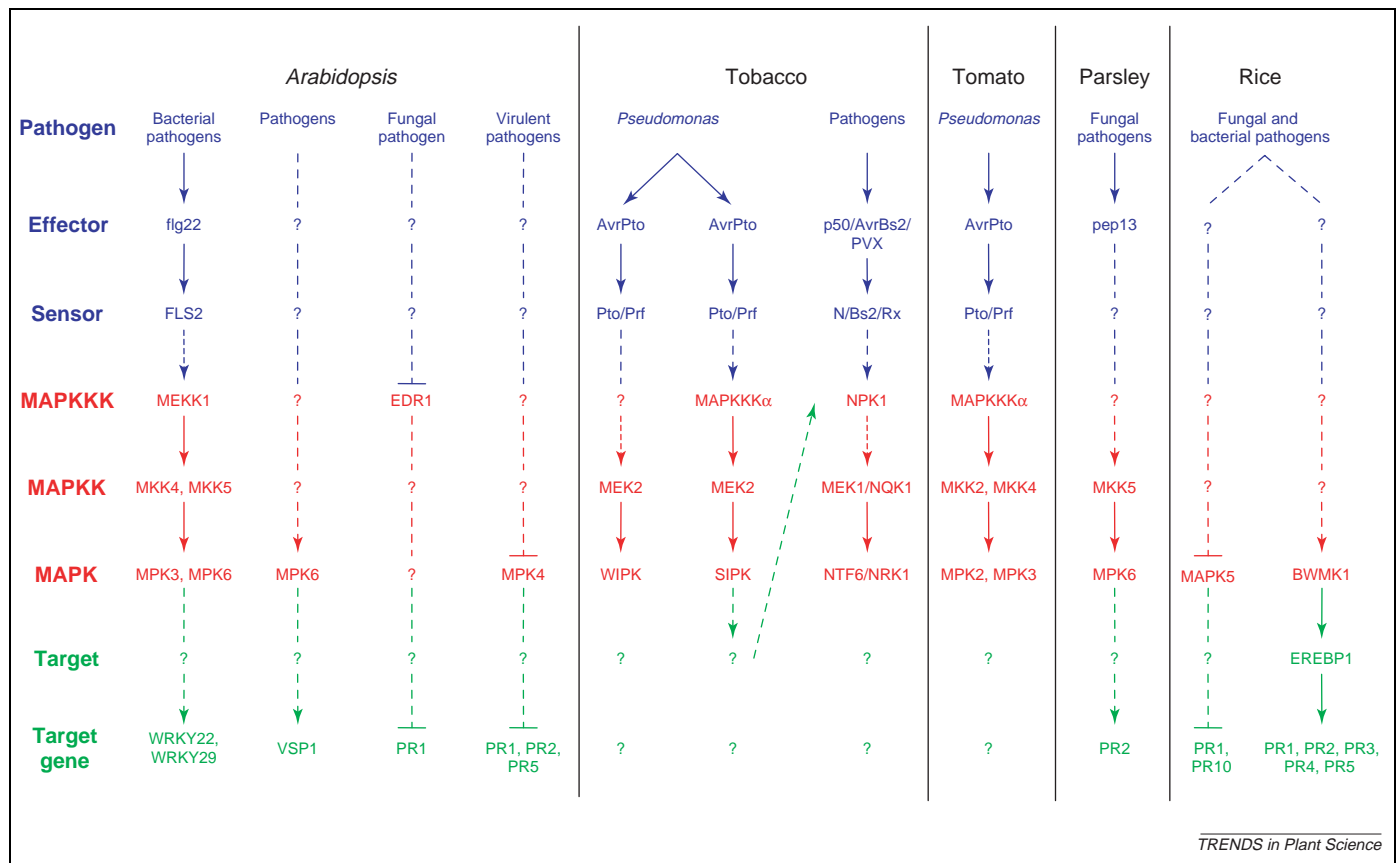 Arabidopsis Tobacco Tomato Parsley Rice
Pathogen Bacterial pathogens Pathogens Fungal pathogen Virulent pathogens Pseudomonas Pathogens Pseudomonas Fungal pathogens Fungal and bacterial pathogens
Effector flg22 ? ? ? AvrPto AvrPto p50/AvrBs2/PVX AvrPto pep13 ? ?
Sensor FLS2 ? ? ? Pto/Prf Pto/Prf N/Bs2/Rx Pto/Prf ? ? ?
MAPKKK MEKK1 ? EDR1 ? ? MAPKKKα NPK1 MAPKKKα ? ? ?
MAPKK MKK4, MKK5 ? ? ? MEK2 MEK2 MEK1/NQK1 MKK2, MKK4 MKK5 ? ?
MAPK MPK3, MPK6 MPK6 ? MPK4 WIPK SIPK NTF6/NRK1 MPK2, MPK3 MPK6 MAPK5 BWMK1
Target ? ? ? ? ? ? ? ? ? ? EREBP1
Target gene WRKY22, WRKY29 VSP1 PR1 PR1, PR2, PR5 ? ? ? ? PR2 PR1, PR10 PR1, PR2, PR3, PR4, PR5
TRENDS in Plant Science